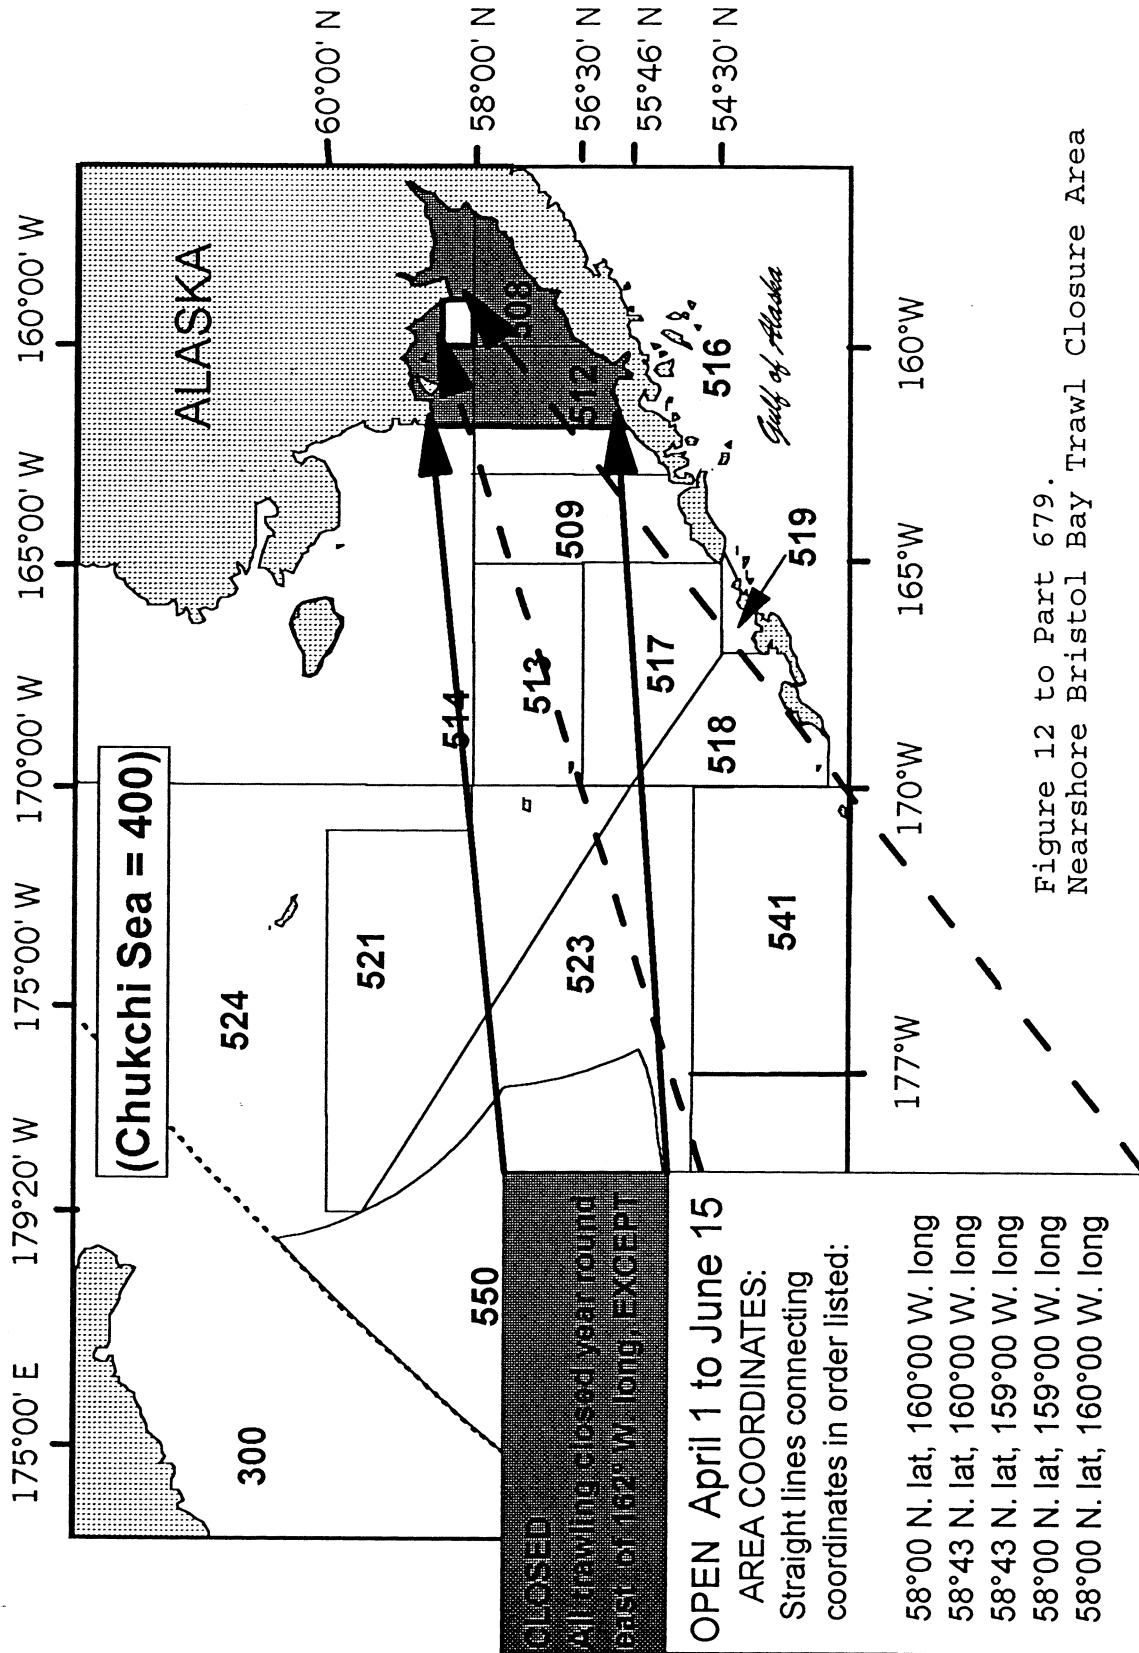 175°00' E
179°20' W
175°00' W
170°00' W
165°00' W
160°00' W
(Chukchi Sea = 400)
ALASKA
60°00' N
58°00' N
56°30' N
55°46' N
54°30' N
300
550
524
521
523
541
514
513
517
518
509
519
512
508
516
Gulf of Alaska
177°W
170°W
165°W
160°W
CLOSED
All trawling closed year round
east of 162° W. long, EXCEPT
OPEN April 1 to June 15
AREA COORDINATES:
Straight lines connecting
coordinates in order listed:
58°00 N. lat, 160°00 W. long
58°43 N. lat, 160°00 W. long
58°43 N. lat, 159°00 W. long
58°00 N. lat, 159°00 W. long
58°00 N. lat, 160°00 W. long
Figure 12 to Part 679.
Nearshore Bristol Bay Trawl Closure Area